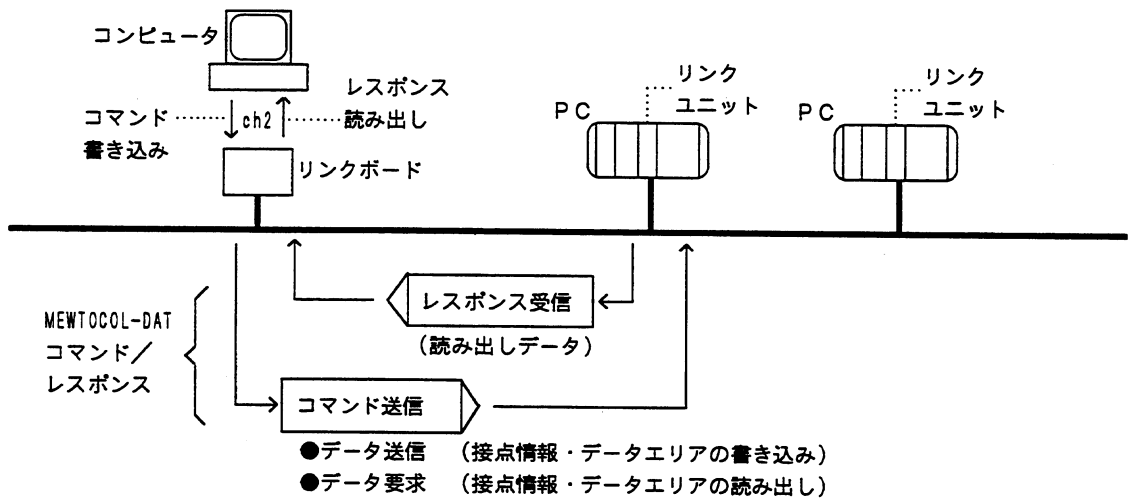 コンピュータ
コマンド
書き込み
ch2
レスポンス
読み出し
リンクボード
PC
リンク
ユニット
PC
リンク
ユニット
レスポンス受信
(読み出しデータ)
MEWTOCOL-DAT
コマンド/
レスポンス
コマンド送信
●データ送信 (接点情報・データエリアの書き込み)
●データ要求 (接点情報・データエリアの読み出し)